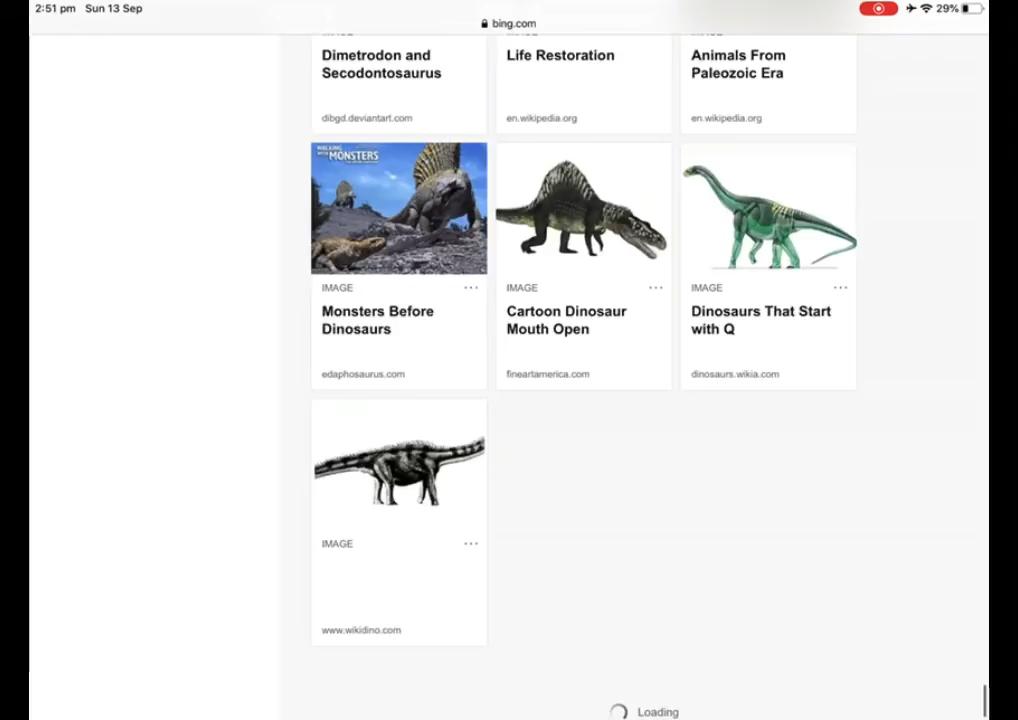 2:51 pm Sun 13 Sep
29%
bing.com
Dimetrodon and
Secodontosaurus
dibgd.deviantart.com
Life Restoration
en.wikipedia.org
Animals From
Paleozoic Era
en.wikipedia.org
WALKING
WITH MONSTERS
IMAGE ...
Monsters Before
Dinosaurs
edaphosaurus.com
IMAGE ...
Cartoon Dinosaur
Mouth Open
fineartamerica.com
IMAGE ...
Dinosaurs That Start
with Q
dinosaurs.wikia.com
IMAGE ...
www.wikidino.com
Loading